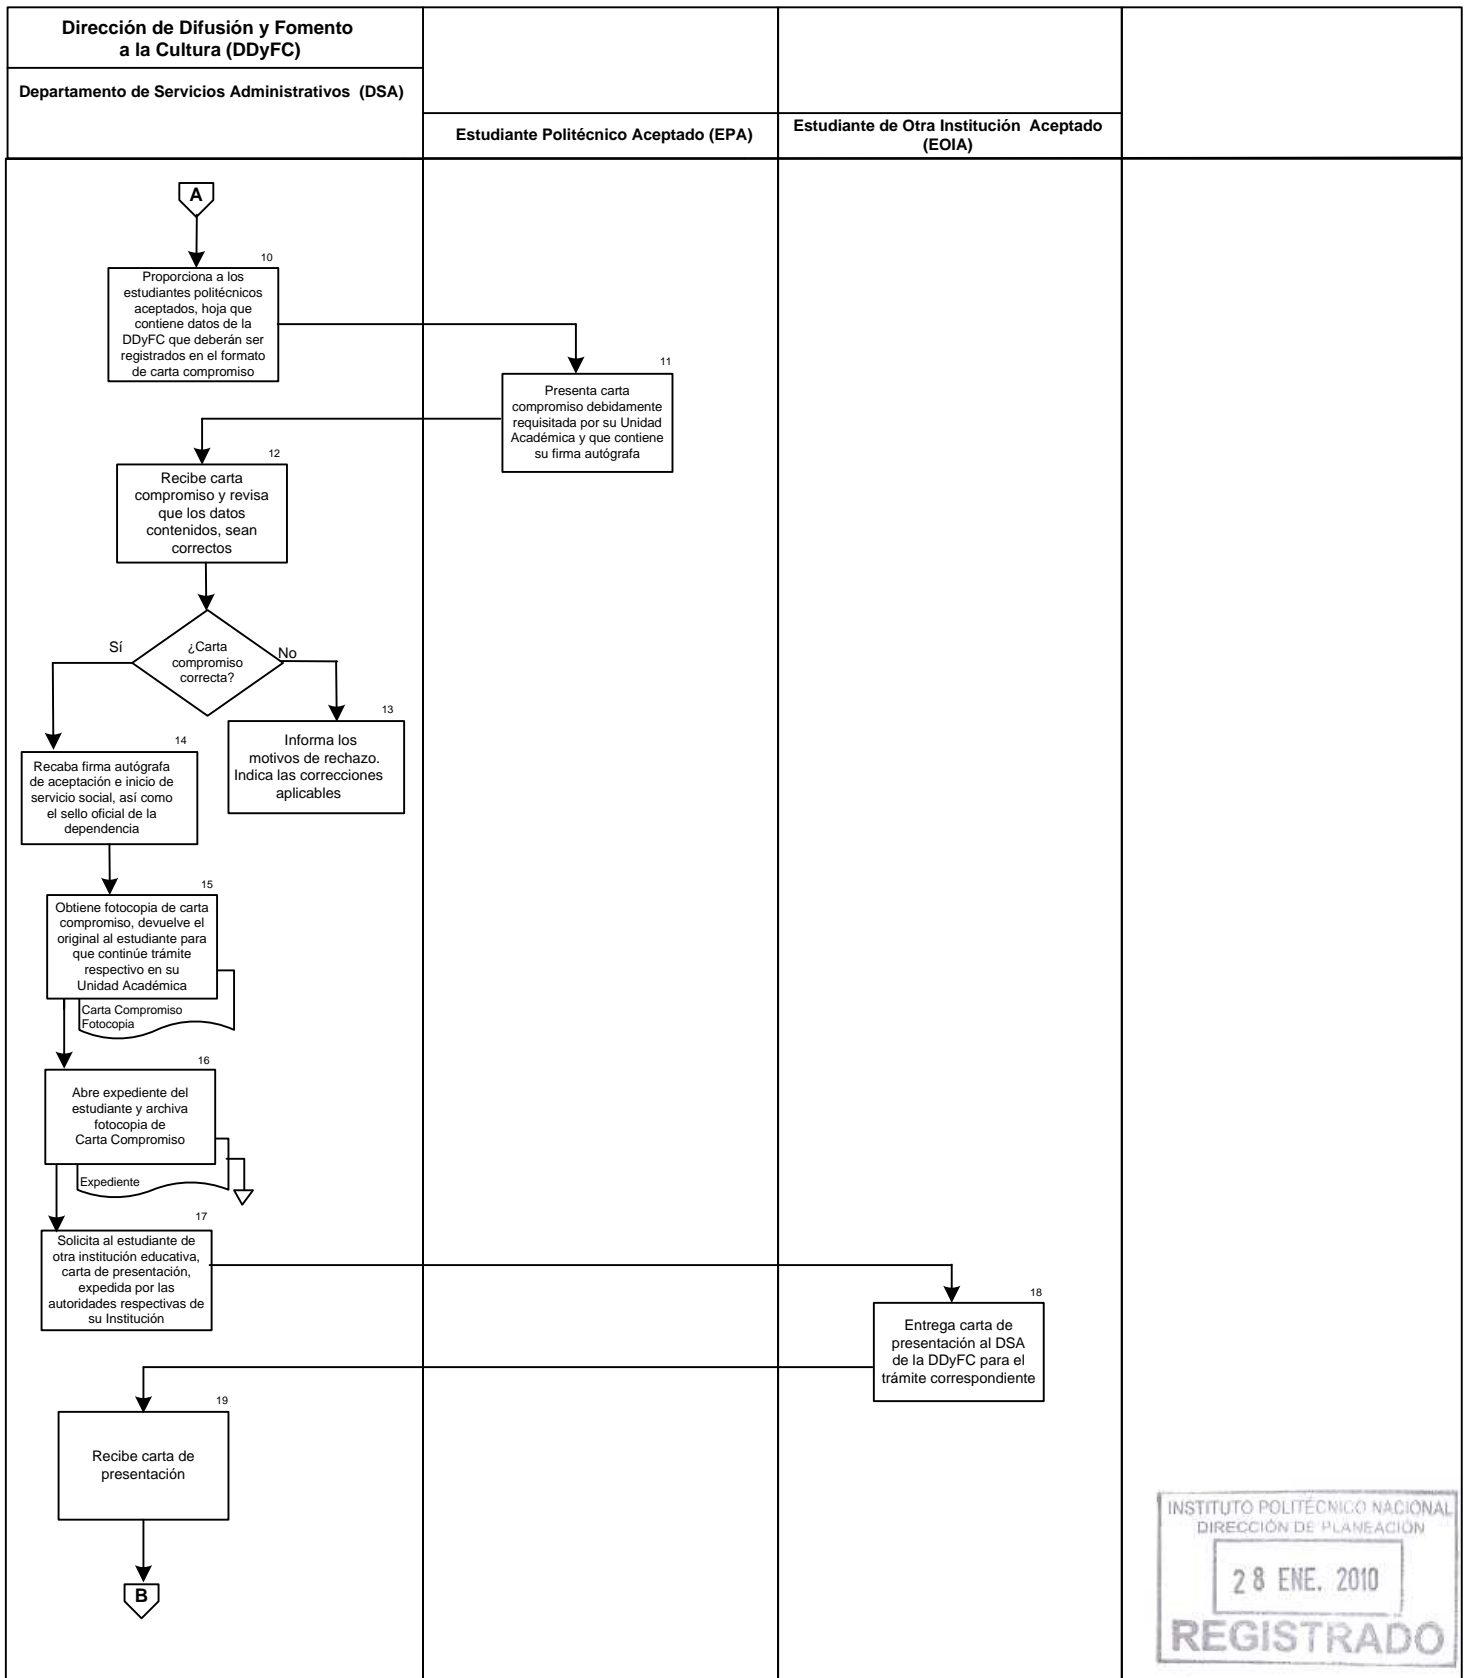 Dirección de Difusión y Fomento
a la Cultura (DDyFC)
Departamento de Servicios Administrativos (DSA)
Estudiante Politécnico Aceptado (EPA)
Estudiante de Otra Institución Aceptado
(EOIA)
A
10
Proporciona a los
estudiantes politécnicos
aceptados, hoja que
contiene datos de la
DDyFC que deberán ser
registrados en el formato
de carta compromiso
11
Presenta carta
compromiso debidamente
requisitada por su Unidad
Académica y que contiene
su firma autógrafa
12
Recibe carta
compromiso y revisa
que los datos
contenidos, sean
correctos
¿Carta
compromiso
correcta?
Sí
No
13
Informa los
motivos de rechazo.
Indica las correcciones
aplicables
14
Recaba firma autógrafa
de aceptación e inicio de
servicio social, así como
el sello oficial de la
dependencia
15
Obtiene fotocopia de carta
compromiso, devuelve el
original al estudiante para
que continúe trámite
respectivo en su
Unidad Académica
Carta Compromiso
Fotocopia
16
Abre expediente del
estudiante y archiva
fotocopia de
Carta Compromiso
Expediente
17
Solicita al estudiante de
otra institución educativa,
carta de presentación,
expedida por las
autoridades respectivas de
su Institución
18
Entrega carta de
presentación al DSA
de la DDyFC para el
trámite correspondiente
19
Recibe carta de
presentación
B
INSTITUTO POLITÉCNICO NACIONAL
DIRECCIÓN DE PLANEACIÓN
28 ENE. 2010
REGISTRADO